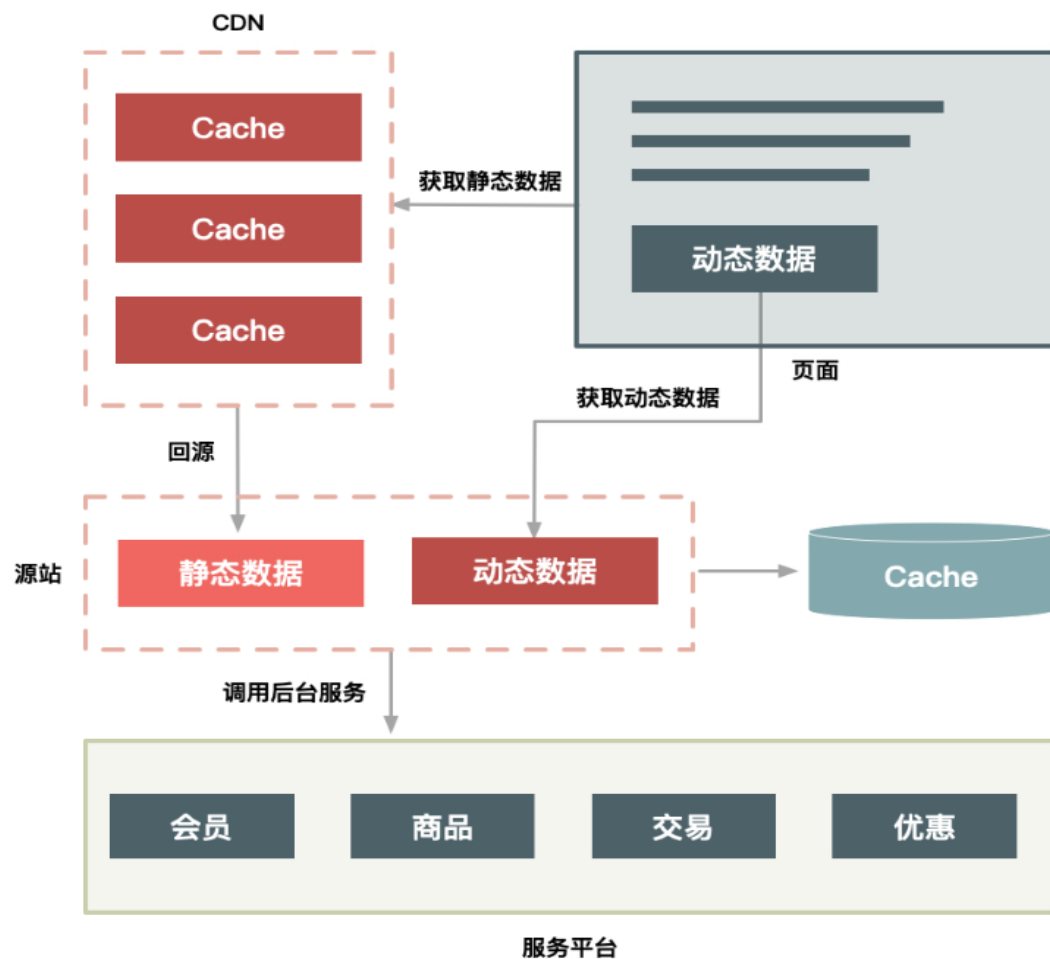 CDN
Cache
Cache
Cache
获取静态数据
动态数据
页面
获取动态数据
回源
源站
静态数据
动态数据
Cache
调用后台服务
会员
商品
交易
优惠
服务平台